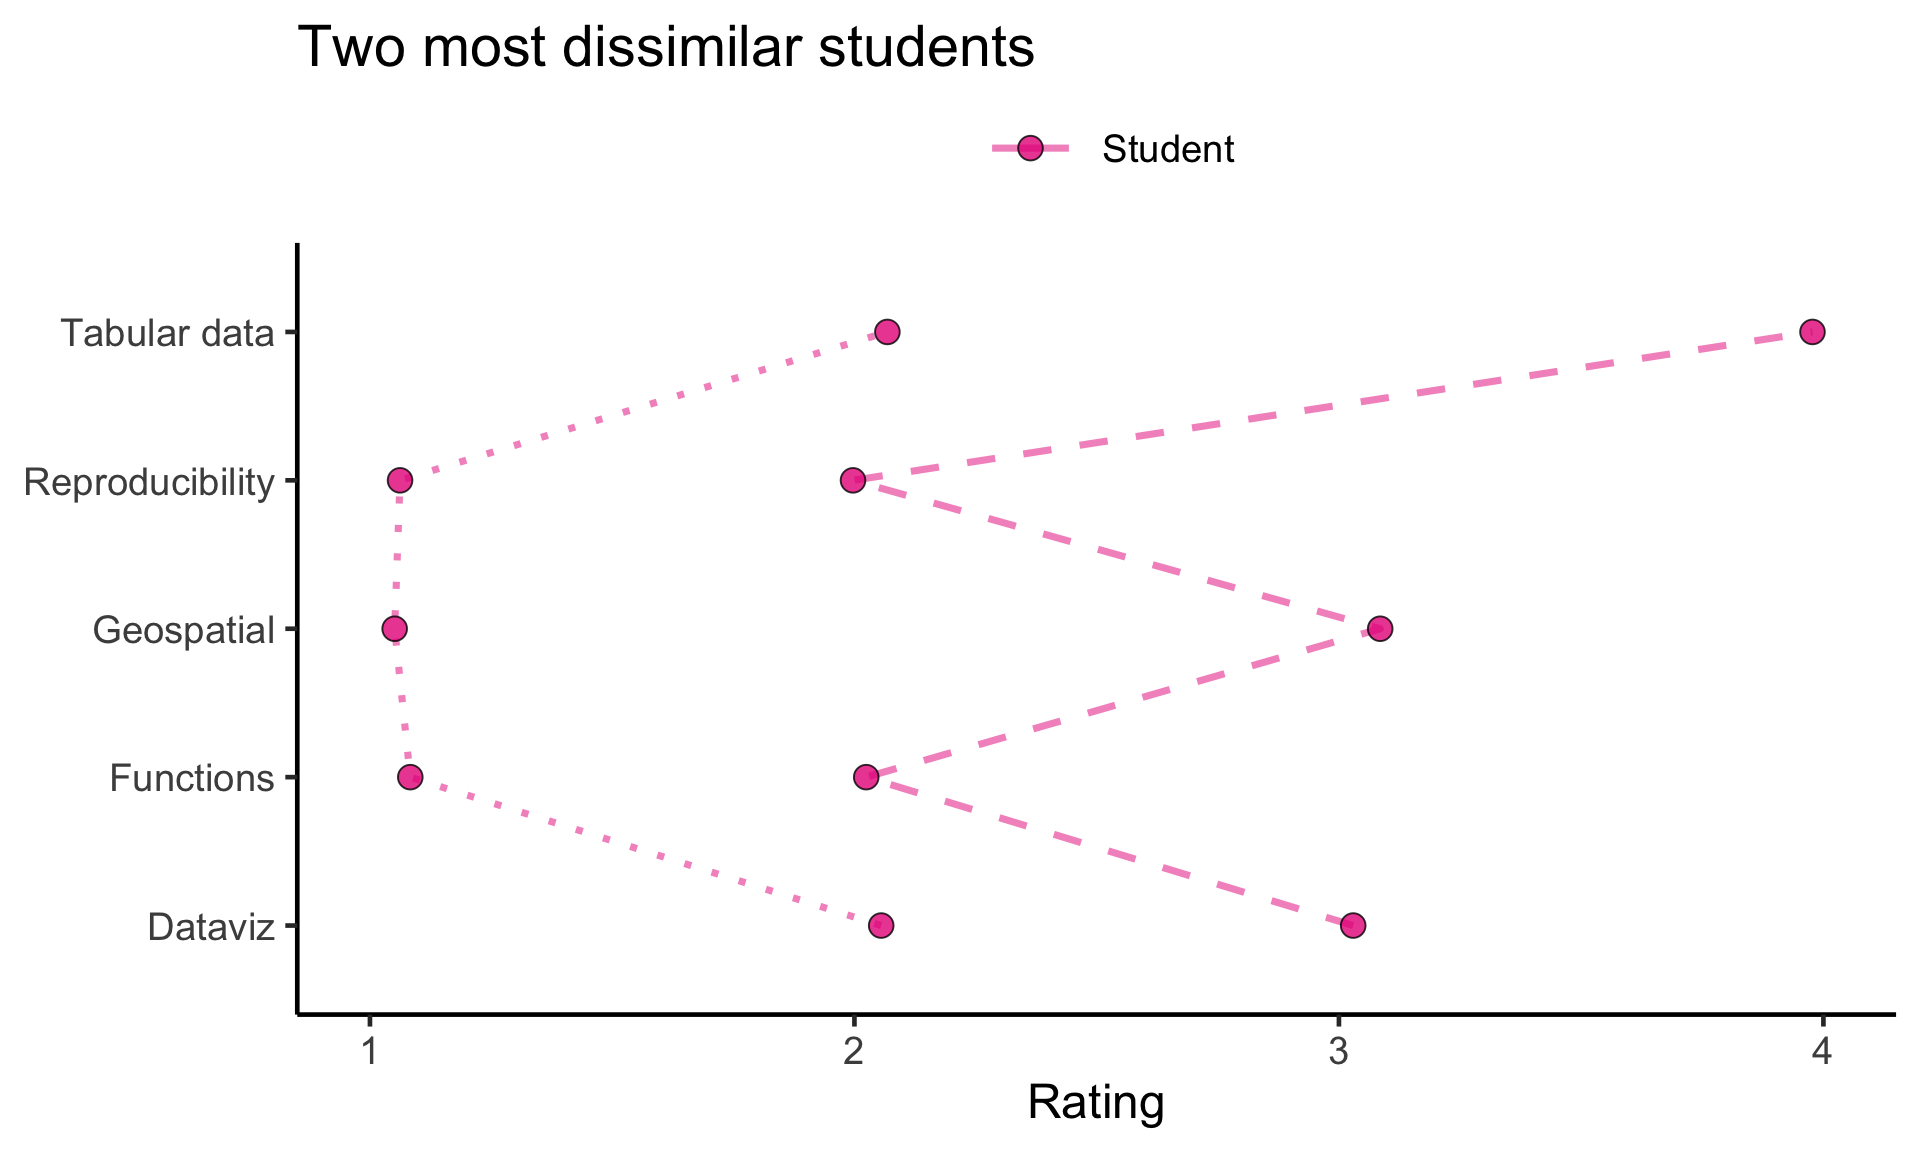 Two most dissimilar students
Student
Tabular data
Reproducibility
Geospatial
Functions
Dataviz
1 2 3 4
Rating